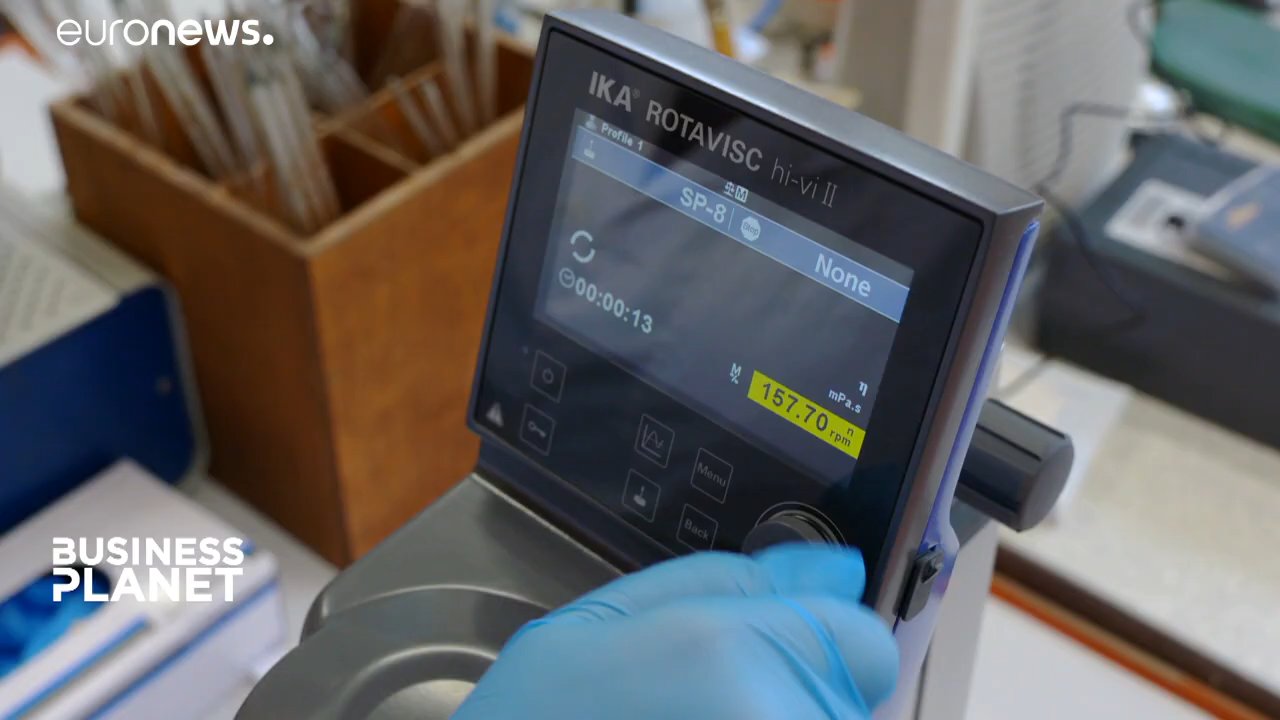 euronews.
IKA® ROTAVISC hi-vi II
Profile 1
M
SP-8
Stop
None
00:00:13
M
%
η
mPa.s
157.70
n
rpm
Menu
Back
BUSINESS
PLANET